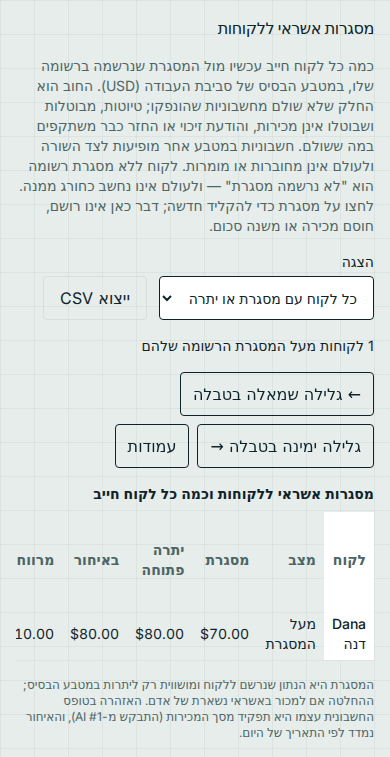 מסגרות אשראי ללקוחות
כמה כל לקוח חייב עכשיו מול המסגרת שנרשמה ברשומה
שלו, במטבע הבסיס של סביבת העבודה (USD). החוב הוא
החלק שלא שולם מחשבוניות שהונפקו; טיוטות, מבוטלות
ושבוטלו אינן מכירות, והודעת זיכוי או החזר כבר משתקפים
במה ששולם. חשבוניות במטבע אחר מופיעות לצד השורה
ולעולם אינן מחוברות או מומרות. לקוח ללא מסגרת רשומה
הוא "לא נרשמה מסגרת" — ולעולם אינו נחשב כחורג ממנה.
לחצו על מסגרת כדי להקליד חדשה; דבר כאן אינו רושם,
חוסם מכירה או משנה סכום.
הצגה
כל לקוח עם מסגרת או יתרה
ייצוא CSV
1 לקוחות מעל המסגרת הרשומה שלהם
← גלילה שמאלה בטבלה
גלילה ימינה בטבלה →
עמודות
מסגרות אשראי ללקוחות וכמה כל לקוח חייב
לקוח מצב מסגרת יתרה פתוחה באיחור מרווח
Dana דנה מעל המסגרת $70.00 $80.00 $80.00 10.00
המסגרת היא הנתון שנרשם ללקוח ומושווית רק ליתרות במטבע הבסיס;
ההחלטה אם למכור באשראי נשארת של אדם. האזהרה בטופס
החשבונית עצמו היא תפקיד מסך המכירות (התבקש מ-AI #1), והאיחור
נמדד לפי התאריך של היום.